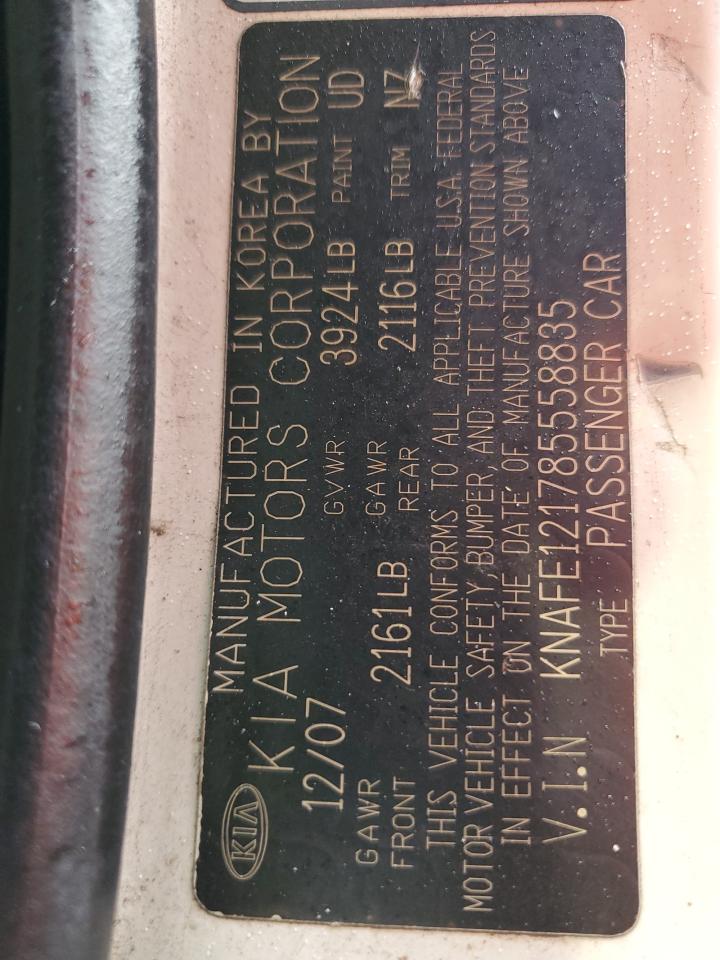 KIA
MANUFACTURED IN KOREA BY
KIA MOTORS CORPORATION
12/07 GVWR 3924LB PAINT UD
GAWR FRONT 2161LB GAWR REAR 2116LB TRIM NZ
THIS VEHICLE CONFORMS TO ALL APPLICABLE U.S.A. FEDERAL
MOTOR VEHICLE SAFETY, BUMPER, AND THEFT PREVENTION STANDARDS
IN EFFECT ON THE DATE OF MANUFACTURE SHOWN ABOVE
V.I.N KNAFE121785558835
TYPE PASSENGER CAR